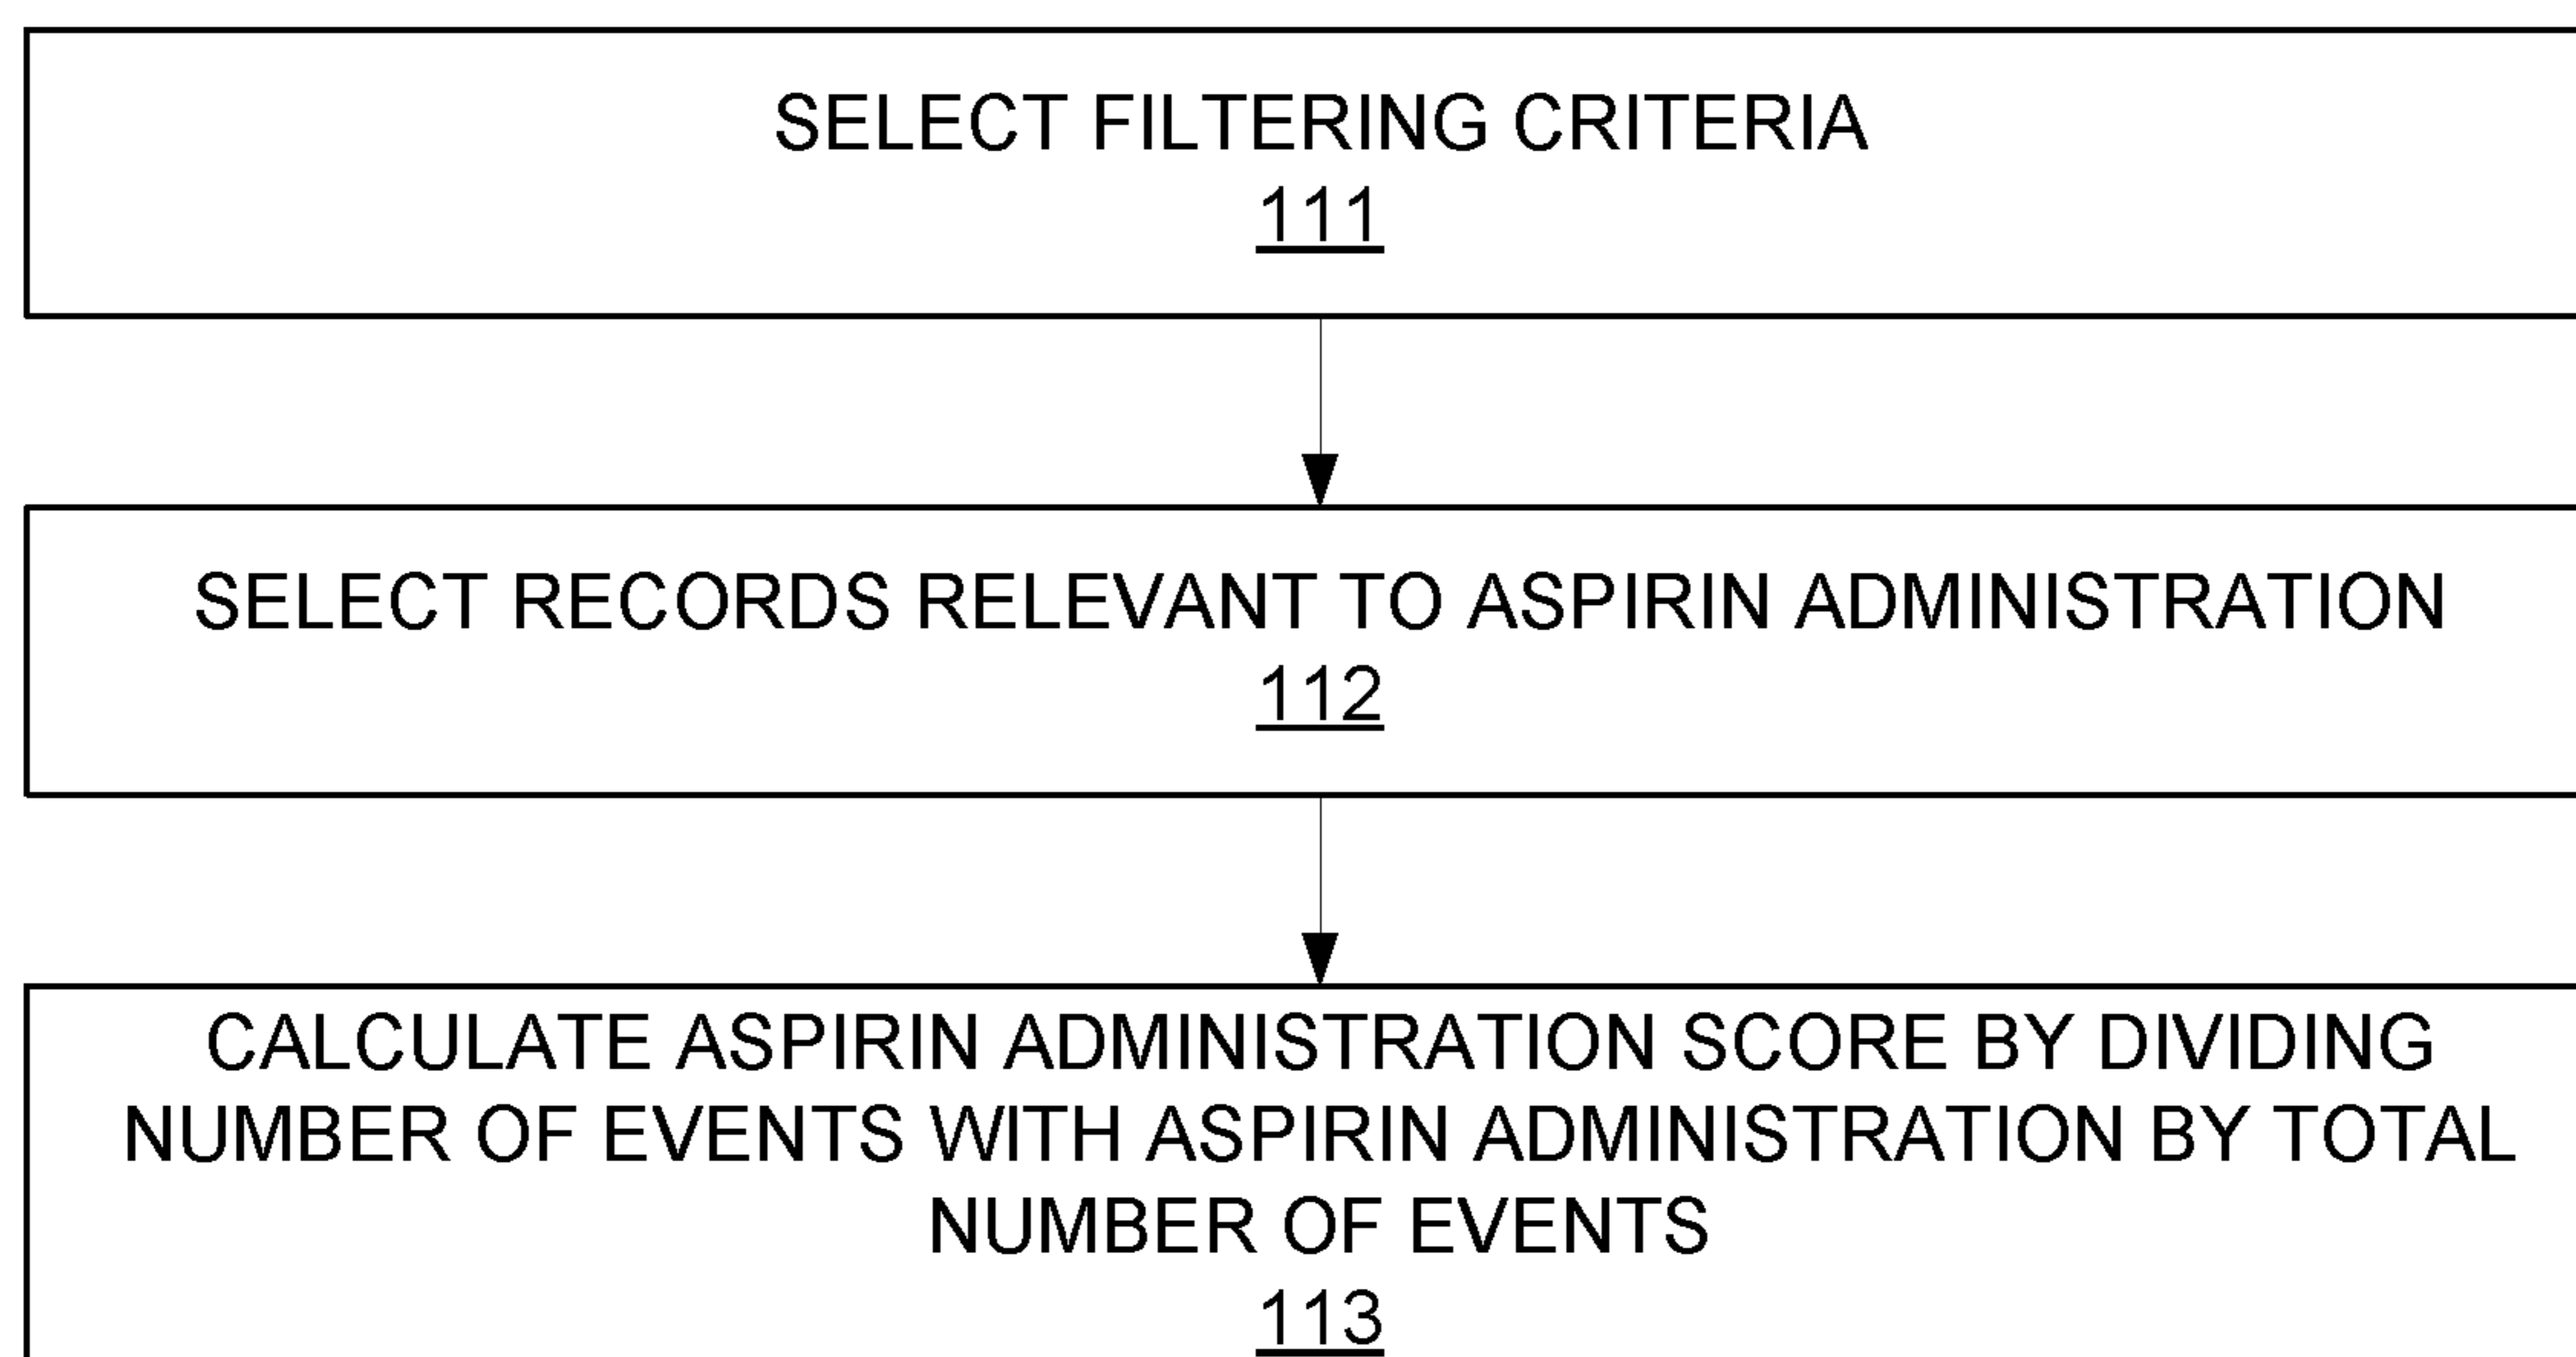 SELECT FILTERING CRITERIA
111
SELECT RECORDS RELEVANT TO ASPIRIN ADMINISTRATION
112
CALCULATE ASPIRIN ADMINISTRATION SCORE BY DIVIDING
NUMBER OF EVENTS WITH ASPIRIN ADMINISTRATION BY TOTAL
NUMBER OF EVENTS
113